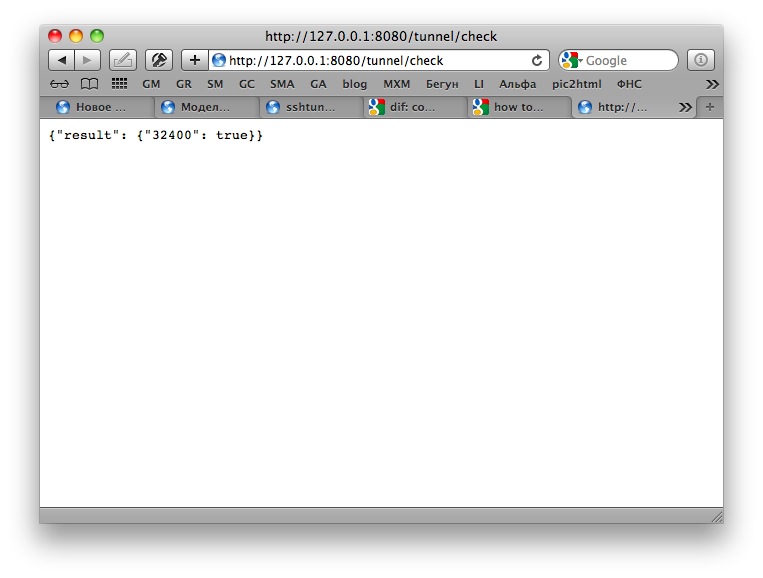 http://127.0.0.1:8080/tunnel/check
http://127.0.0.1:8080/tunnel/check Google
GM GR SM GC SMA GA blog MXM Бегун LI Альфа pic2html ФНС
Новое ... Модел... sshtun... dif: co... how to... http://...
{"result": {"32400": true}}